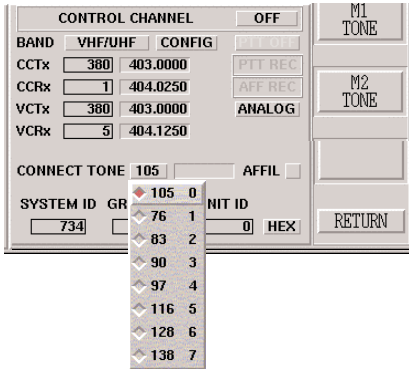 CONTROL CHANNEL OFF
M1 TONE
BAND VHF/UHF CONFIG PTT OFF
CCTx 380 403.0000 PTT REC
CCRx 1 404.0250 AFF REC
M2 TONE
VCTx 380 403.0000 ANALOG
VCRx 5 404.1250
CONNECT TONE 105 AFFIL
SYSTEM ID GR NIT ID
734 0 HEX
RETURN
105 0
76 1
83 2
90 3
97 4
116 5
128 6
138 7